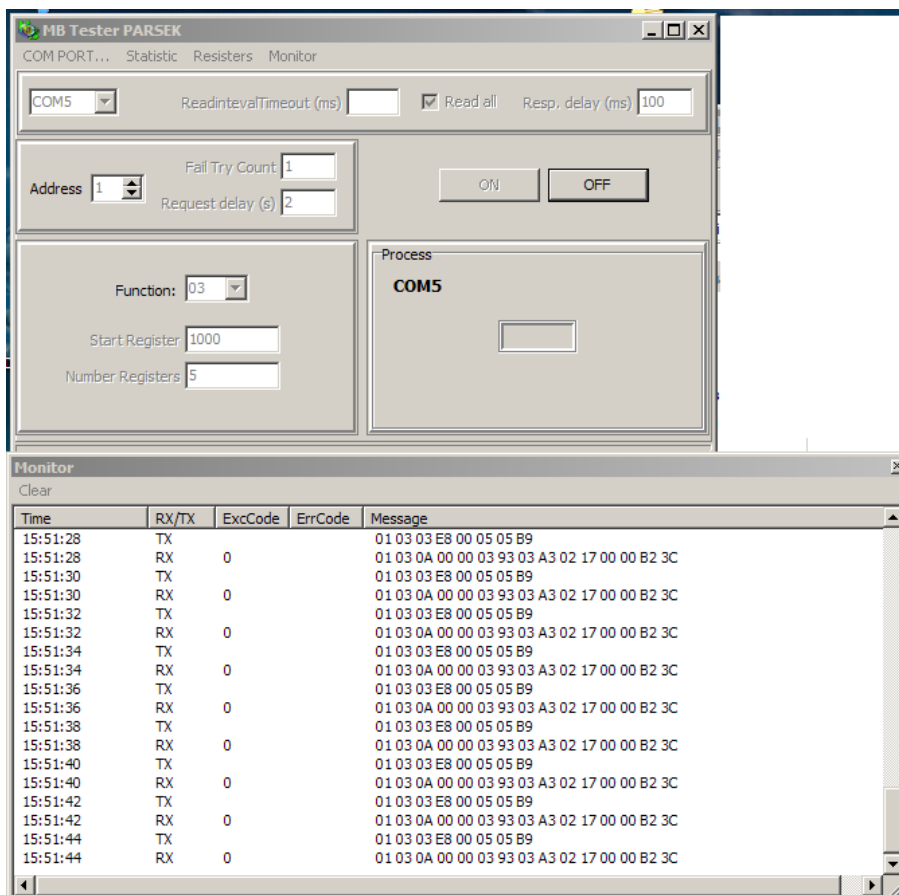 MB Tester PARSEK
COM PORT... Statistic Resisters Monitor
COM5 ReadintevalTimeout (ms) Read all Resp. delay (ms) 100
Fail Try Count 1
Address 1
Request delay (s) 2
ON OFF
Process
COM5
Function: 03
Start Register 1000
Number Registers 5
Monitor
Clear
Time RX/TX ExcCode ErrCode Message
15:51:28 TX 01 03 03 E8 00 05 05 B9
15:51:28 RX 0 01 03 0A 00 00 03 93 03 A3 02 17 00 00 B2 3C
15:51:30 TX 01 03 03 E8 00 05 05 B9
15:51:30 RX 0 01 03 0A 00 00 03 93 03 A3 02 17 00 00 B2 3C
15:51:32 TX 01 03 03 E8 00 05 05 B9
15:51:32 RX 0 01 03 0A 00 00 03 93 03 A3 02 17 00 00 B2 3C
15:51:34 TX 01 03 03 E8 00 05 05 B9
15:51:34 RX 0 01 03 0A 00 00 03 93 03 A3 02 17 00 00 B2 3C
15:51:36 TX 01 03 03 E8 00 05 05 B9
15:51:36 RX 0 01 03 0A 00 00 03 93 03 A3 02 17 00 00 B2 3C
15:51:38 TX 01 03 03 E8 00 05 05 B9
15:51:38 RX 0 01 03 0A 00 00 03 93 03 A3 02 17 00 00 B2 3C
15:51:40 TX 01 03 03 E8 00 05 05 B9
15:51:40 RX 0 01 03 0A 00 00 03 93 03 A3 02 17 00 00 B2 3C
15:51:42 TX 01 03 03 E8 00 05 05 B9
15:51:42 RX 0 01 03 0A 00 00 03 93 03 A3 02 17 00 00 B2 3C
15:51:44 TX 01 03 03 E8 00 05 05 B9
15:51:44 RX 0 01 03 0A 00 00 03 93 03 A3 02 17 00 00 B2 3C